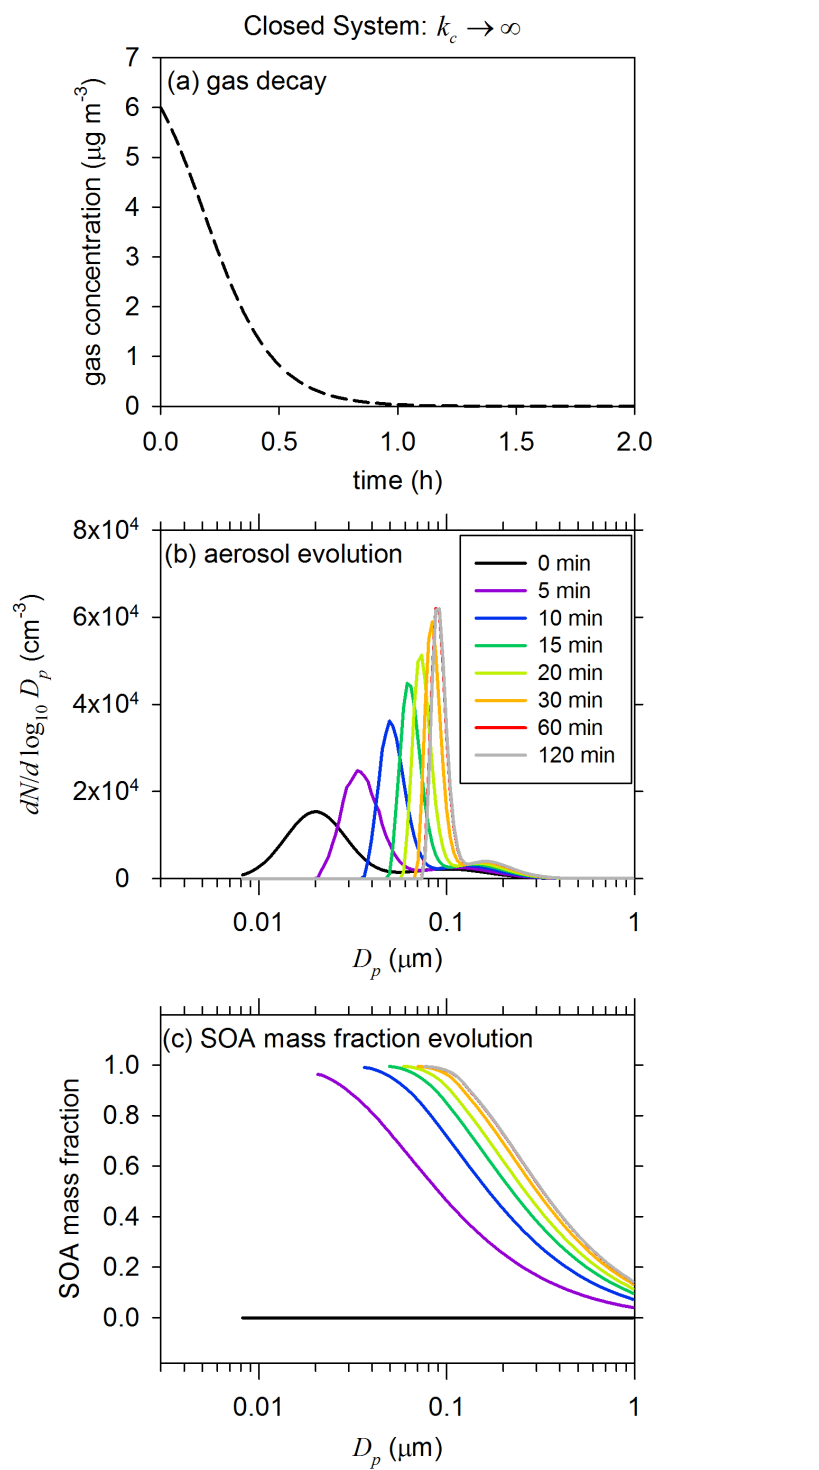 Closed System: k_c → ∞
(a) gas decay
gas concentration (μg m⁻³)
7
6
5
4
3
2
1
0
0.0 0.5 1.0 1.5 2.0
time (h)
(b) aerosol evolution
dN/d log₁₀ D_p (cm⁻³)
8x10⁴
6x10⁴
4x10⁴
2x10⁴
0
0 min
5 min
10 min
15 min
20 min
30 min
60 min
120 min
0.01 0.1 1
D_p (μm)
(c) SOA mass fraction evolution
SOA mass fraction
1.0
0.8
0.6
0.4
0.2
0.0
0.01 0.1 1
D_p (μm)